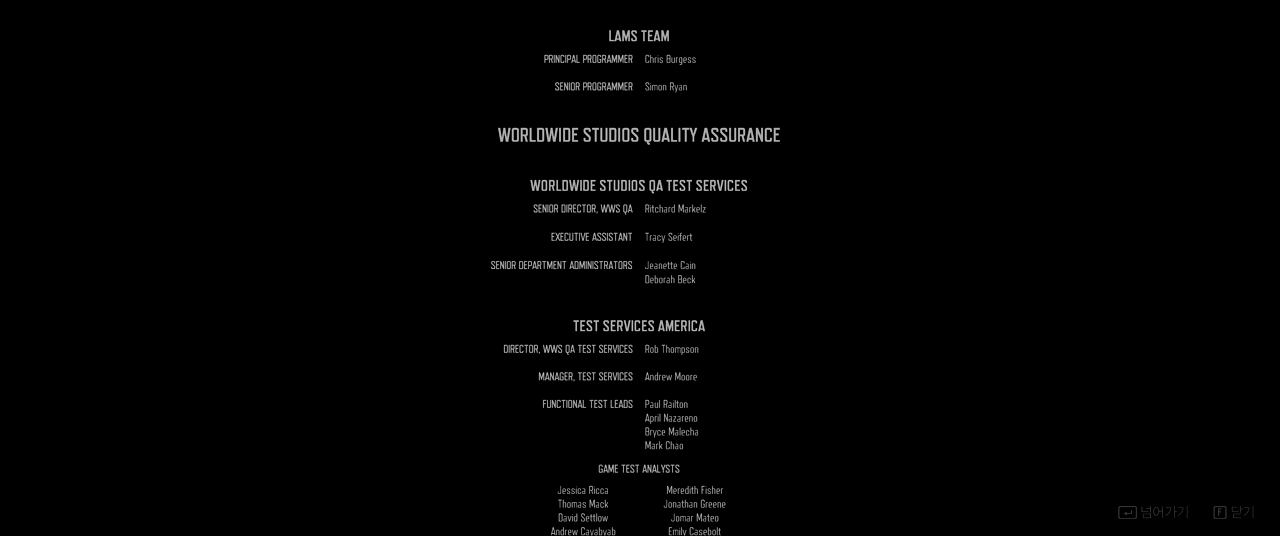 LAMS TEAM
PRINCIPAL PROGRAMMER Chris Burgess
SENIOR PROGRAMMER Simon Ryan
WORLDWIDE STUDIOS QUALITY ASSURANCE
WORLDWIDE STUDIOS QA TEST SERVICES
SENIOR DIRECTOR, WWS QA Ritchard Markelz
EXECUTIVE ASSISTANT Tracy Seifert
SENIOR DEPARTMENT ADMINISTRATORS Jeanette Cain
Deborah Beck
TEST SERVICES AMERICA
DIRECTOR, WWS QA TEST SERVICES Rob Thompson
MANAGER, TEST SERVICES Andrew Moore
FUNCTIONAL TEST LEADS Paul Railton
April Nazareno
Bryce Malecha
Mark Chao
GAME TEST ANALYSTS
Jessica Ricca Meredith Fisher
Thomas Mack Jonathan Greene
David Settlow Jomar Mateo
Andrew Cayabyab Emily Casebolt
넘어가기 F 닫기